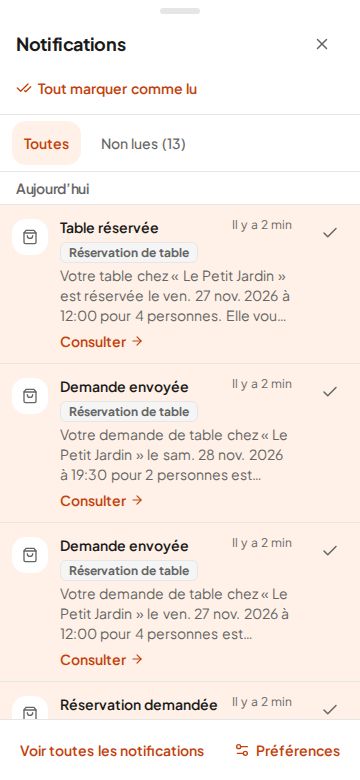 Notifications
Tout marquer comme lu
Toutes
Non lues (13)
Aujourd'hui
Table réservée
Il y a 2 min
Réservation de table
Votre table chez « Le Petit Jardin »
est réservée le ven. 27 nov. 2026 à
12:00 pour 4 personnes. Elle vou…
Consulter →
Demande envoyée
Il y a 2 min
Réservation de table
Votre demande de table chez « Le
Petit Jardin » le sam. 28 nov. 2026
à 19:30 pour 2 personnes est…
Consulter →
Demande envoyée
Il y a 2 min
Réservation de table
Votre demande de table chez « Le
Petit Jardin » le ven. 27 nov. 2026 à
12:00 pour 4 personnes est…
Consulter →
Réservation demandée
Il y a 2 min
Voir toutes les notifications
Préférences